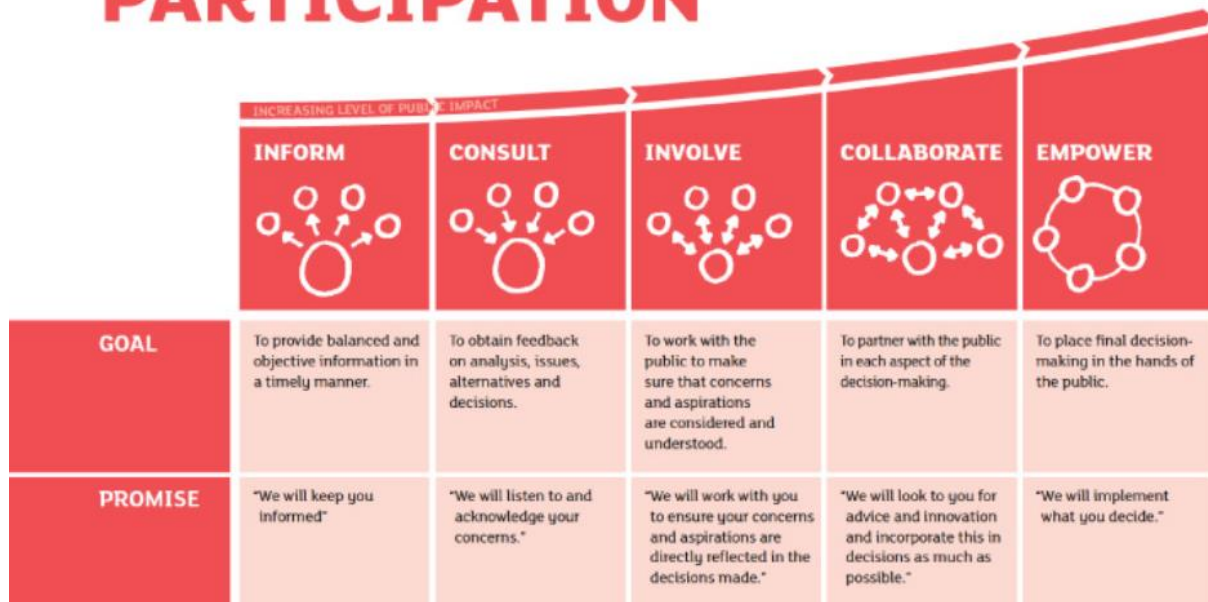 PARTICIPATION
INCREASING LEVEL OF PUBLIC IMPACT
INFORM
CONSULT
INVOLVE
COLLABORATE
EMPOWER
GOAL
To provide balanced and
objective information in
a timely manner.
To obtain feedback
on analysis, issues,
alternatives and
decisions.
To work with the
public to make
sure that concerns
and aspirations
are considered and
understood.
To partner with the public
in each aspect of the
decision-making.
To place final decision-
making in the hands of
the public.
PROMISE
"We will keep you
informed"
"We will listen to and
acknowledge your
concerns."
"We will work with you
to ensure your concerns
and aspirations are
directly reflected in the
decisions made."
"We will look to you for
advice and innovation
and incorporate this in
decisions as much as
possible."
"We will implement
what you decide."